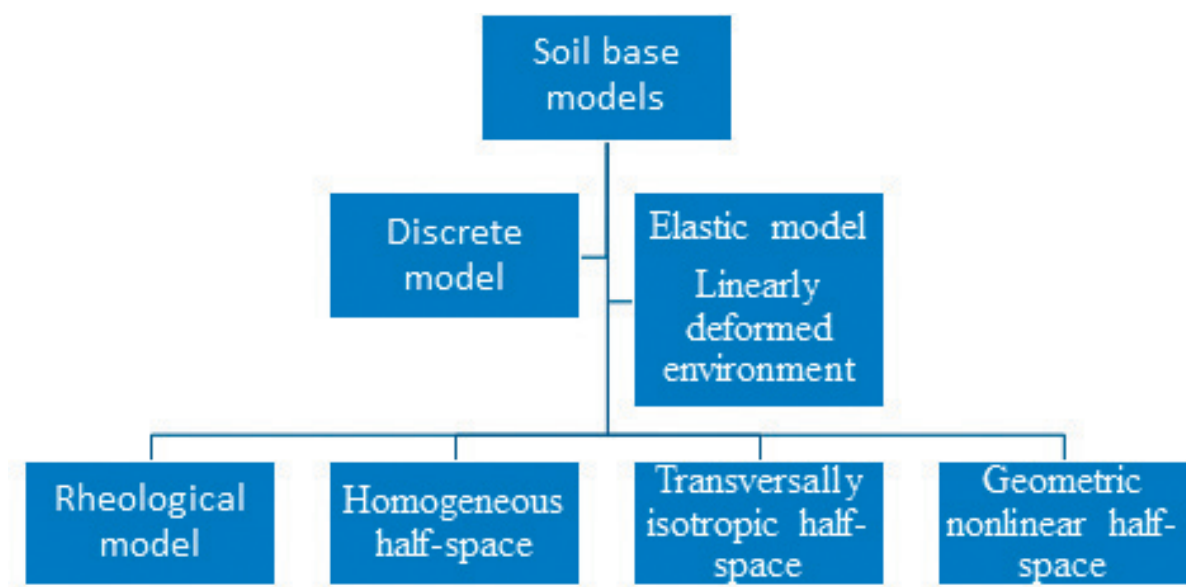 Soil base
models
Discrete
model
Elastic model
Linearly
deformed
environment
Rheological
model
Homogeneous
half-space
Transversally
isotropic half-
space
Geometric
nonlinear half-
space